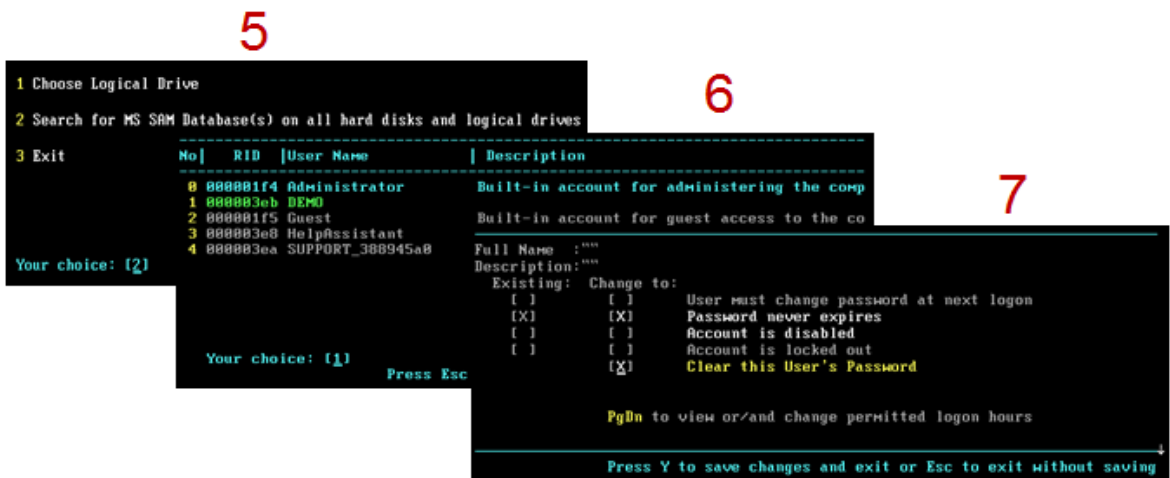 5
1 Choose Logical Drive
2 Search for MS SAM Database(s) on all hard disks and logical drives
3 Exit
Your choice: [2]
6
No| RID |User Name | Description
0 000001f4 Administrator Built-in account for administering the comp
1 000003eb DEMO
2 000001f5 Guest Built-in account for guest access to the co
3 000003e8 HelpAssistant
4 000003ea SUPPORT_388945a0
Your choice: [1]
Press Esc
7
Full Name :""
Description:""
Existing: Change to:
[ ] [ ] User must change password at next logon
[X] [X] Password never expires
[ ] [ ] Account is disabled
[ ] [ ] Account is locked out
[X] Clear this User's Password
PgDn to view or/and change permitted logon hours
Press Y to save changes and exit or Esc to exit without saving